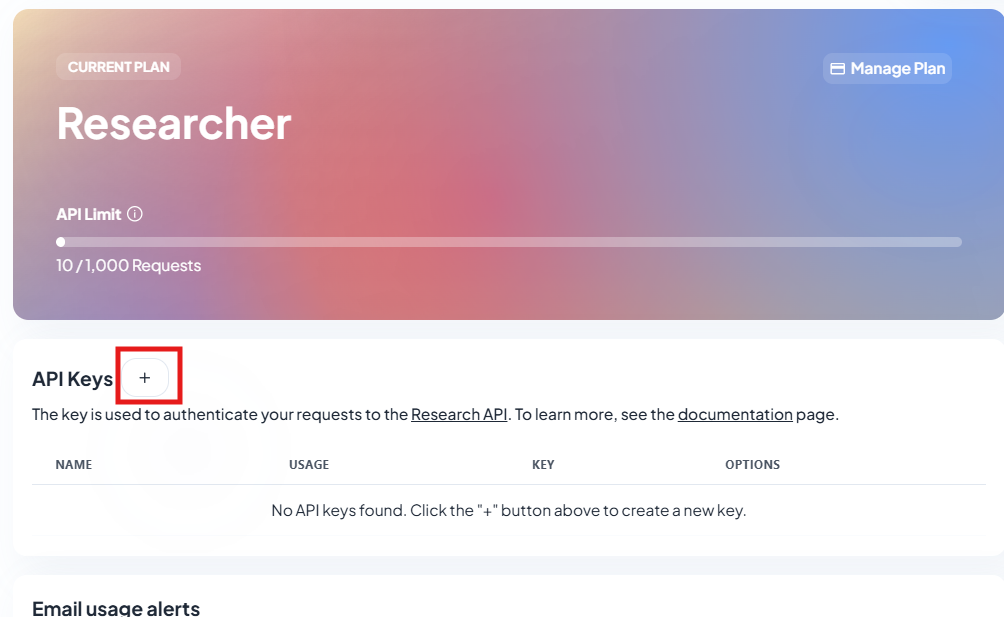 CURRENT PLAN
Manage Plan
Researcher
API Limit
10 / 1,000 Requests
API Keys +
The key is used to authenticate your requests to the Research API. To learn more, see the documentation page.
NAME USAGE KEY OPTIONS
No API keys found. Click the "+" button above to create a new key.
Email usage alerts